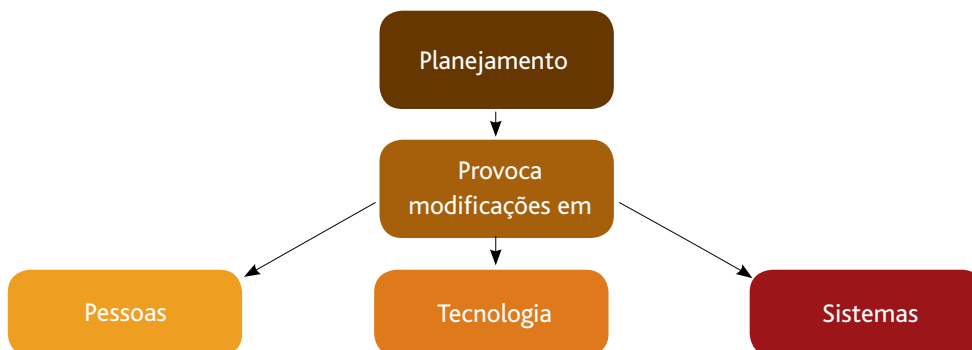 Planejamento
Provoca
modificações em
Pessoas
Tecnologia
Sistemas